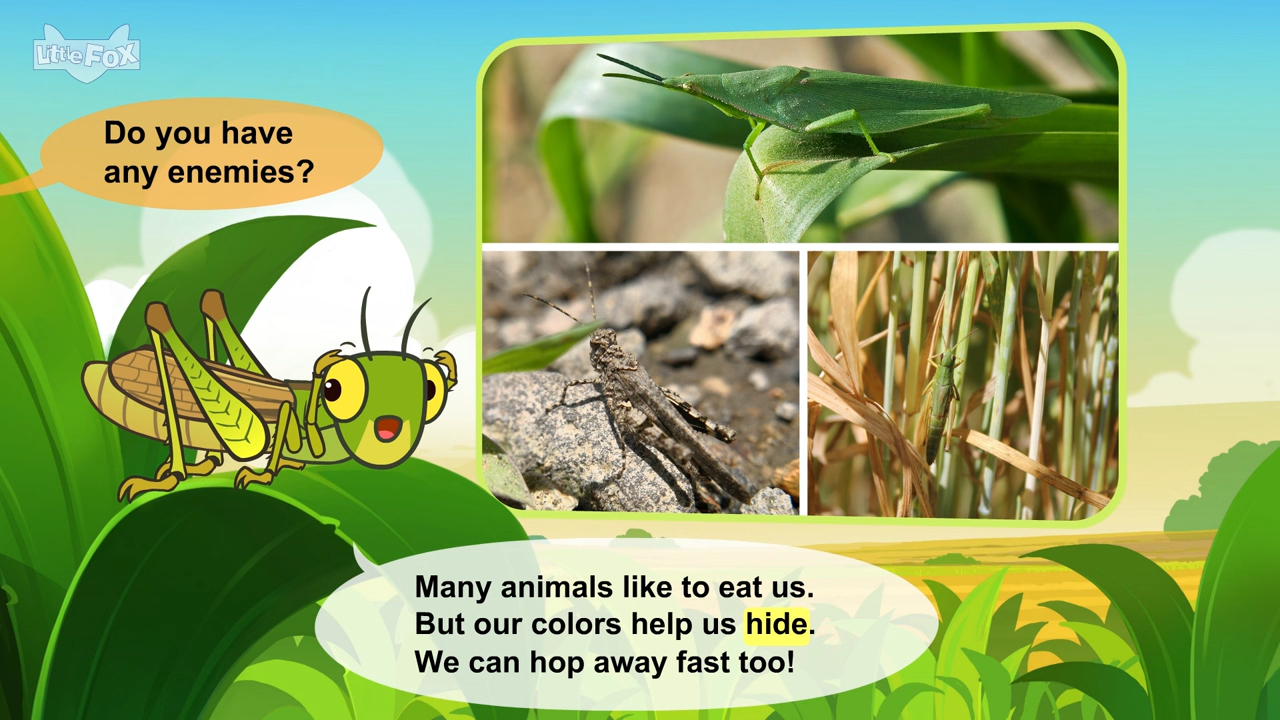 Little Fox
Do you have
any enemies?
Many animals like to eat us.
But our colors help us hide.
We can hop away fast too!